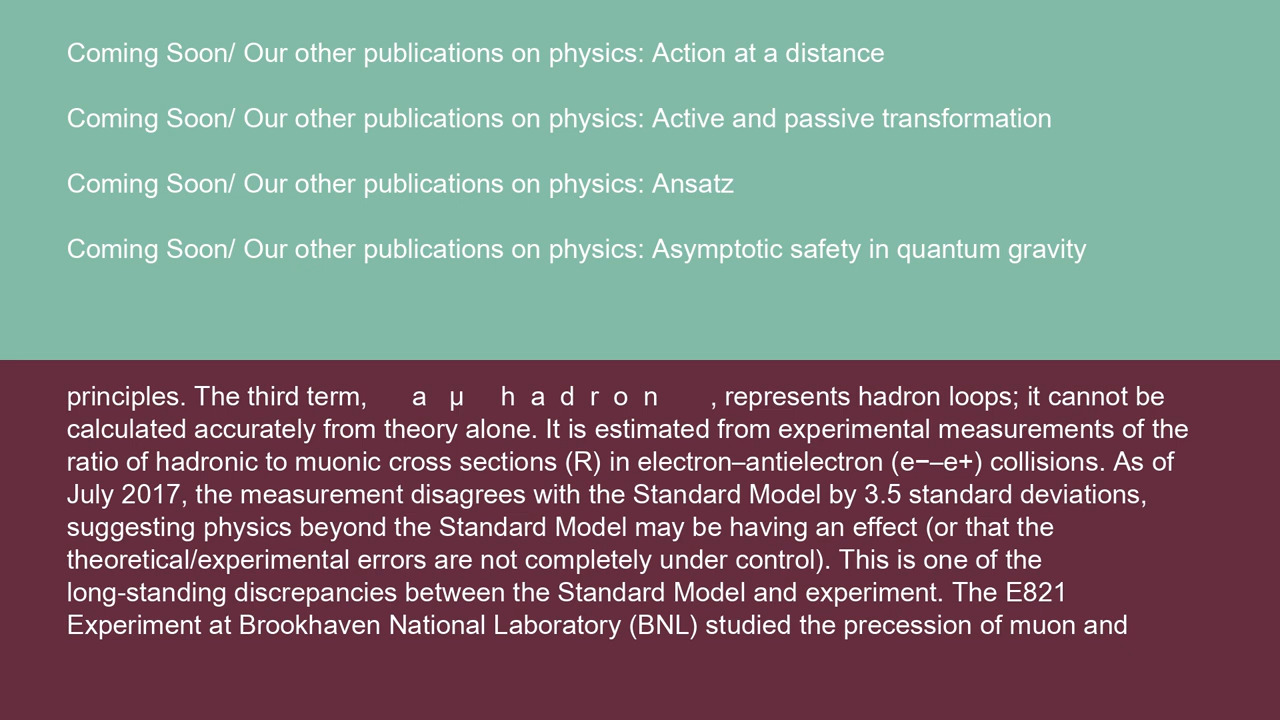 Coming Soon/ Our other publications on physics: Action at a distance
Coming Soon/ Our other publications on physics: Active and passive transformation
Coming Soon/ Our other publications on physics: Ansatz
Coming Soon/ Our other publications on physics: Asymptotic safety in quantum gravity
principles. The third term, a μ h a d r o n , represents hadron loops; it cannot be
calculated accurately from theory alone. It is estimated from experimental measurements of the
ratio of hadronic to muonic cross sections (R) in electron–antielectron (e−–e+) collisions. As of
July 2017, the measurement disagrees with the Standard Model by 3.5 standard deviations,
suggesting physics beyond the Standard Model may be having an effect (or that the
theoretical/experimental errors are not completely under control). This is one of the
long-standing discrepancies between the Standard Model and experiment. The E821
Experiment at Brookhaven National Laboratory (BNL) studied the precession of muon and